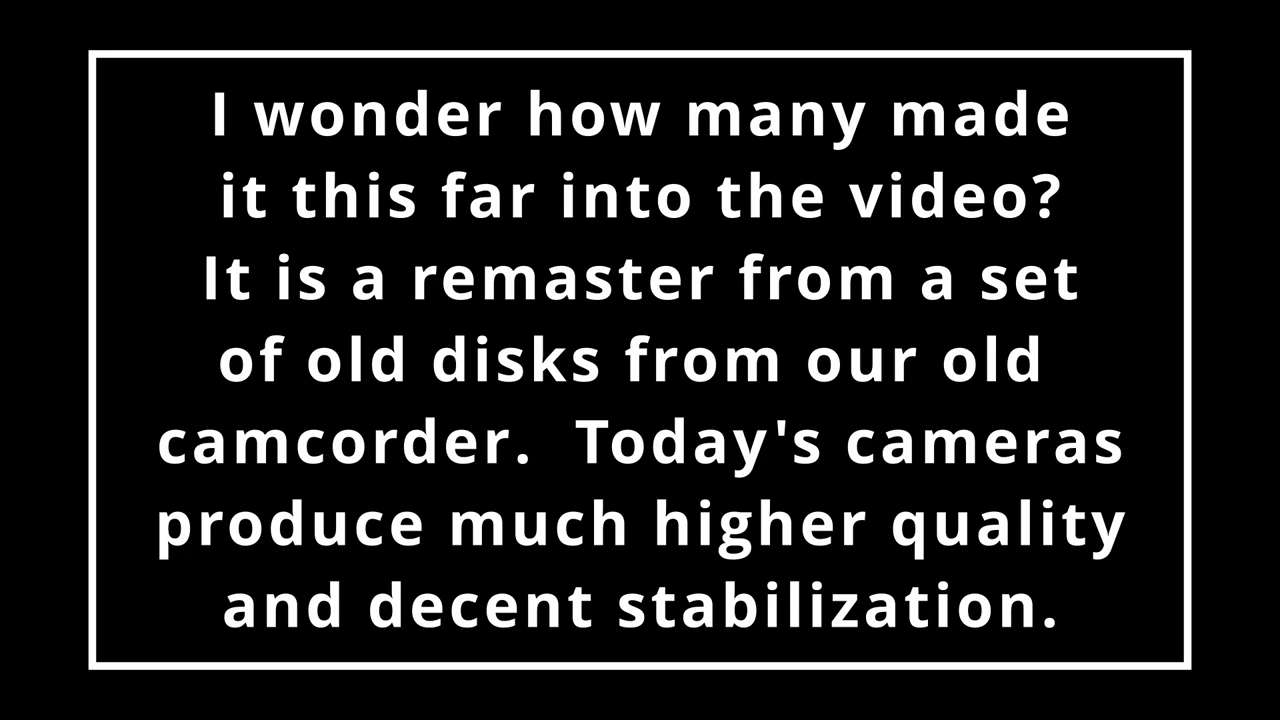 I wonder how many made
it this far into the video?
It is a remaster from a set
of old disks from our old
camcorder.  Today's cameras
produce much higher quality
and decent stabilization.